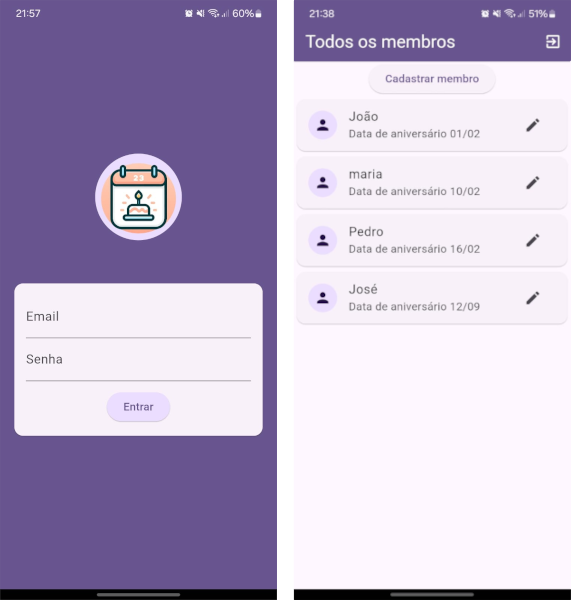 21:57
60%
23
Email
Senha
Entrar
21:38
51%
Todos os membros
Cadastrar membro
João
Data de aniversário 01/02
maria
Data de aniversário 10/02
Pedro
Data de aniversário 16/02
José
Data de aniversário 12/09